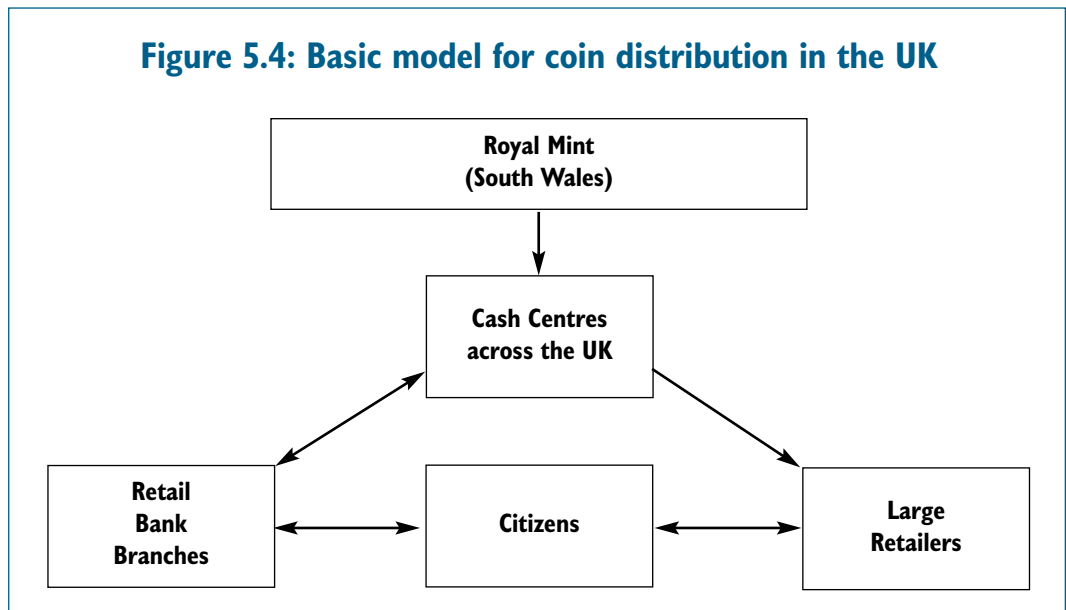 Figure 5.4: Basic model for coin distribution in the UK
Royal Mint
(South Wales)
Cash Centres
across the UK
Retail
Bank
Branches
Citizens
Large
Retailers